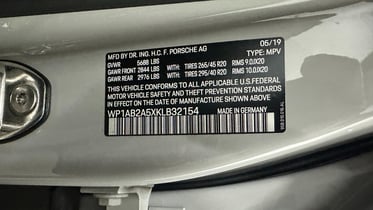 MFD BY DR. ING. H.C. F. PORSCHE AG 05/19
GVWR 5688 LBS TYPE: MPV
GAWR FRONT 2844 LBS WITH TIRES 265/45 R20 RIMS 9.0JX20
GAWR REAR 2976 LBS WITH TIRES 295/40 R20 RIMS 10.0JX20
THIS VEHICLE CONFORMS TO ALL APPLICABLE U.S.FEDERAL
MOTOR VEHICLE SAFETY, BUMPER AND THEFT PREVENTION STANDARDS IN EFFECT
ON THE DATE OF MANUFACTURE SHOWN ABOVE.
WP1AB2A5XKLB32154 MADE IN GERMANY